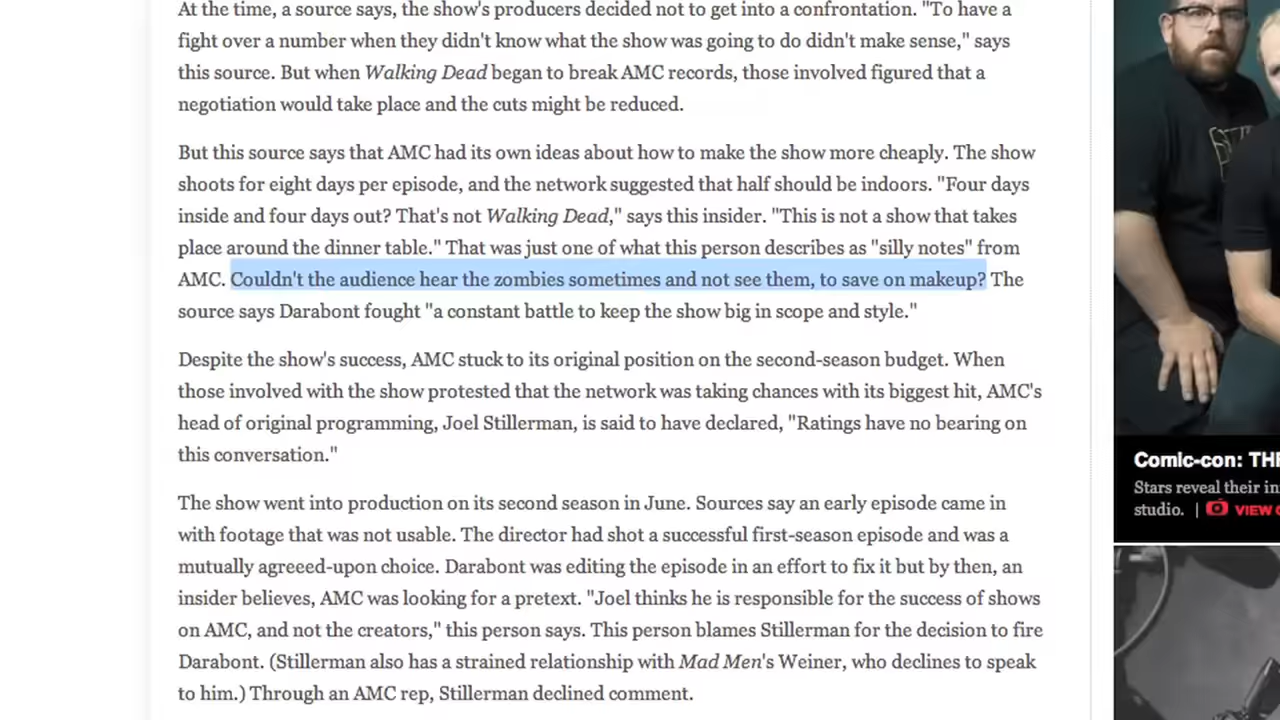 At the time, a source says, the show's producers decided not to get into a confrontation. "To have a
fight over a number when they didn't know what the show was going to do didn't make sense," says
this source. But when Walking Dead began to break AMC records, those involved figured that a
negotiation would take place and the cuts might be reduced.
But this source says that AMC had its own ideas about how to make the show more cheaply. The show
shoots for eight days per episode, and the network suggested that half should be indoors. "Four days
inside and four days out? That's not Walking Dead," says this insider. "This is not a show that takes
place around the dinner table." That was just one of what this person describes as "silly notes" from
AMC. Couldn't the audience hear the zombies sometimes and not see them, to save on makeup? The
source says Darabont fought "a constant battle to keep the show big in scope and style."
Despite the show's success, AMC stuck to its original position on the second-season budget. When
those involved with the show protested that the network was taking chances with its biggest hit, AMC's
head of original programming, Joel Stillerman, is said to have declared, "Ratings have no bearing on
this conversation."
The show went into production on its second season in June. Sources say an early episode came in
with footage that was not usable. The director had shot a successful first-season episode and was a
mutually agreeed-upon choice. Darabont was editing the episode in an effort to fix it but by then, an
insider believes, AMC was looking for a pretext. "Joel thinks he is responsible for the success of shows
on AMC, and not the creators," this person says. This person blames Stillerman for the decision to fire
Darabont. (Stillerman also has a strained relationship with Mad Men's Weiner, who declines to speak
to him.) Through an AMC rep, Stillerman declined comment.
Comic-con: TH
Stars reveal their in
studio. | VIEW